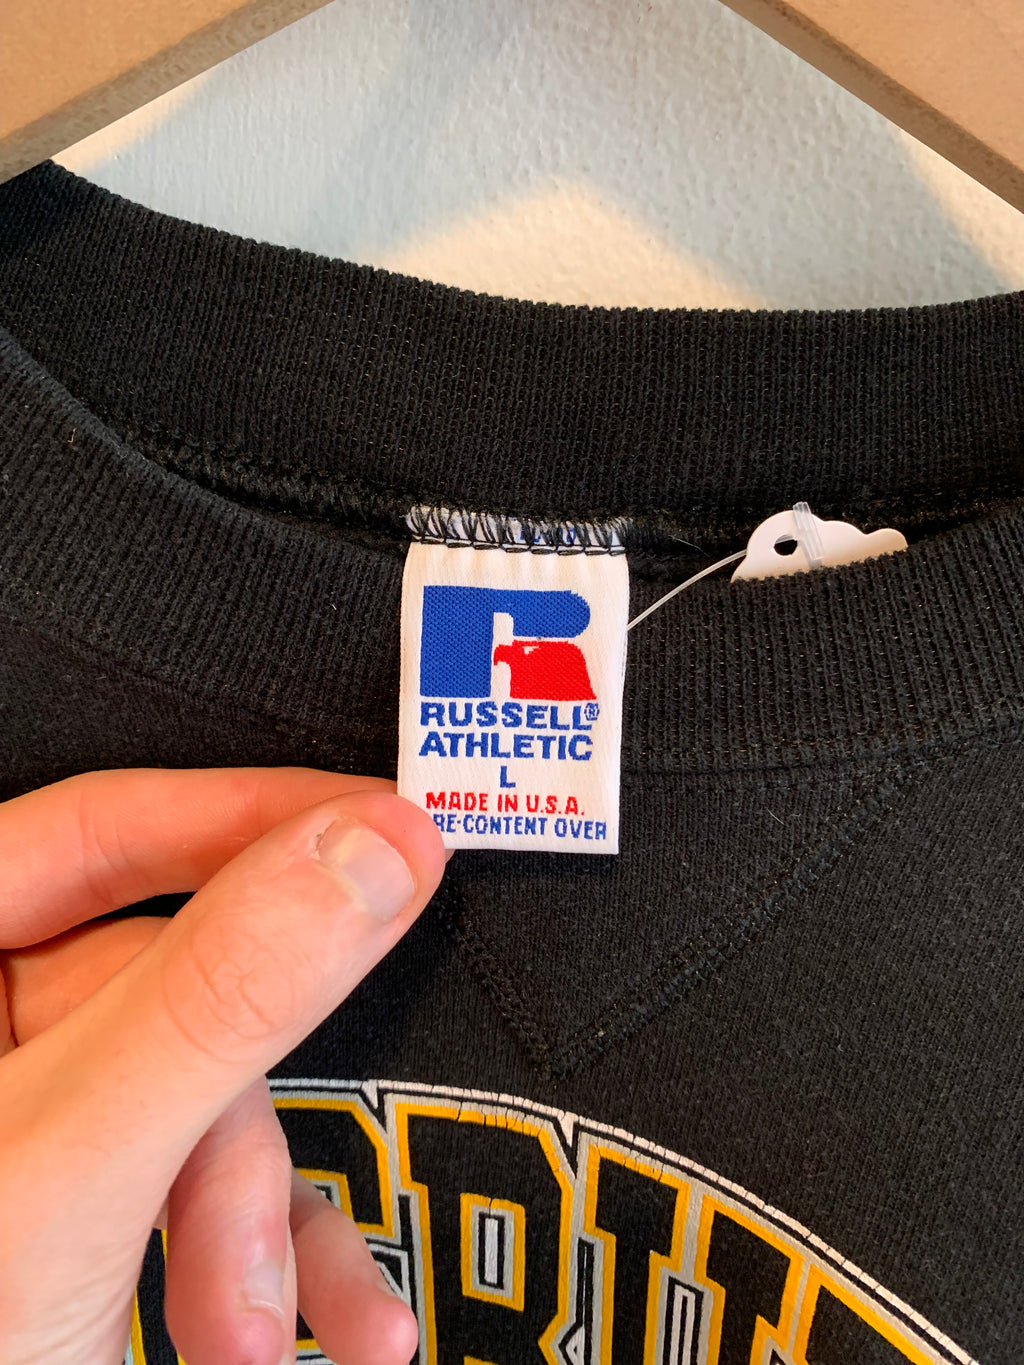 RUSSELL®
ATHLETIC
L
MADE IN U.S.A.
RE-CONTENT OVER